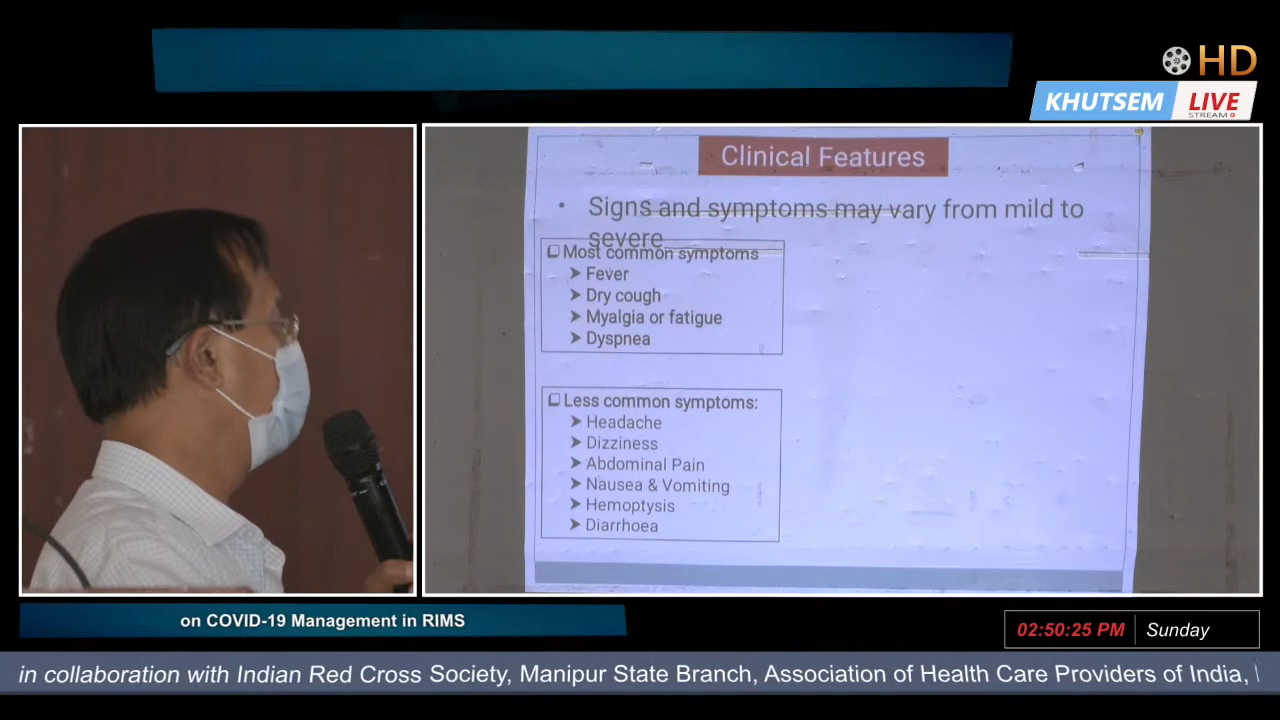 HD
KHUTSEM LIVE
STREAM
Clinical Features
• Signs and symptoms may vary from mild to
severe
❑ Most common symptoms
➤ Fever
➤ Dry cough
➤ Myalgia or fatigue
➤ Dyspnea
❑ Less common symptoms:
➤ Headache
➤ Dizziness
➤ Abdominal Pain
➤ Nausea & Vomiting
➤ Hemoptysis
➤ Diarrhoea
on COVID-19 Management in RIMS
02:50:25 PM Sunday
in collaboration with Indian Red Cross Society, Manipur State Branch, Association of Health Care Providers of India,